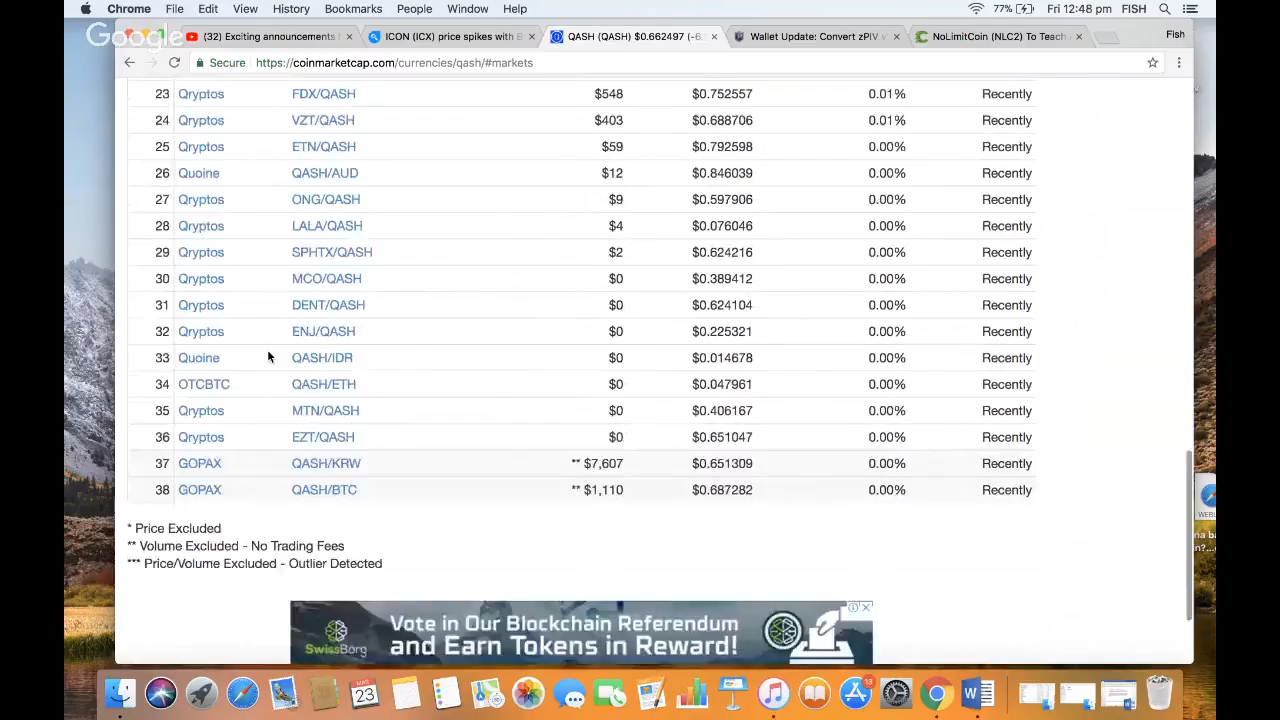 Chrome File Edit View History Bookmarks People Window Help 77% Fri 12:48 pm FISH
Google
(32) Exciting announcements ICON (ICX) price spikes QASH (QASH) $0.662497 Wallet NoLimitCoin (NLC2) To Teach Fish
Secure https://coinmarketcap.com/currencies/qash/#markets
23 Qryptos FDX/QASH $548 $0.752557 0.01% Recently
24 Qryptos VZT/QASH $403 $0.688706 0.01% Recently
25 Qryptos ETN/QASH $59 $0.792598 0.00% Recently
26 Quoine QASH/AUD $12 $0.846039 0.00% Recently
27 Qryptos ONG/QASH $9 $0.597906 0.00% Recently
28 Qryptos LALA/QASH $4 $0.076046 0.00% Recently
29 Qryptos SPHTX/QASH $2 $0.624216 0.00% Recently
30 Qryptos MCO/QASH $0 $0.389412 0.00% Recently
31 Qryptos DENT/QASH $0 $0.624104 0.00% Recently
32 Qryptos ENJ/QASH $0 $0.225321 0.00% Recently
33 Quoine QASH/IDR $0 $0.014678 0.00% Recently
34 OTCBTC QASH/ETH $0 $0.047961 0.00% Recently
35 Qryptos MTN/QASH $0 $0.406167 0.00% Recently
36 Qryptos EZT/QASH $0 $0.651047 0.00% Recently
37 GOPAX QASH/KRW ** $7,607 $0.651309 0.00% Recently
38 GOPAX QASH/BTC ** $1,110 $0.687282 0.00% Recently
* Price Excluded
** Volume Excluded - No Trading Fees
*** Price/Volume Excluded - Outlier Detected
Vote in Our Blockchain Referendum
and Earn Tokens in Reward!
SwissBorg
MAR
23
W